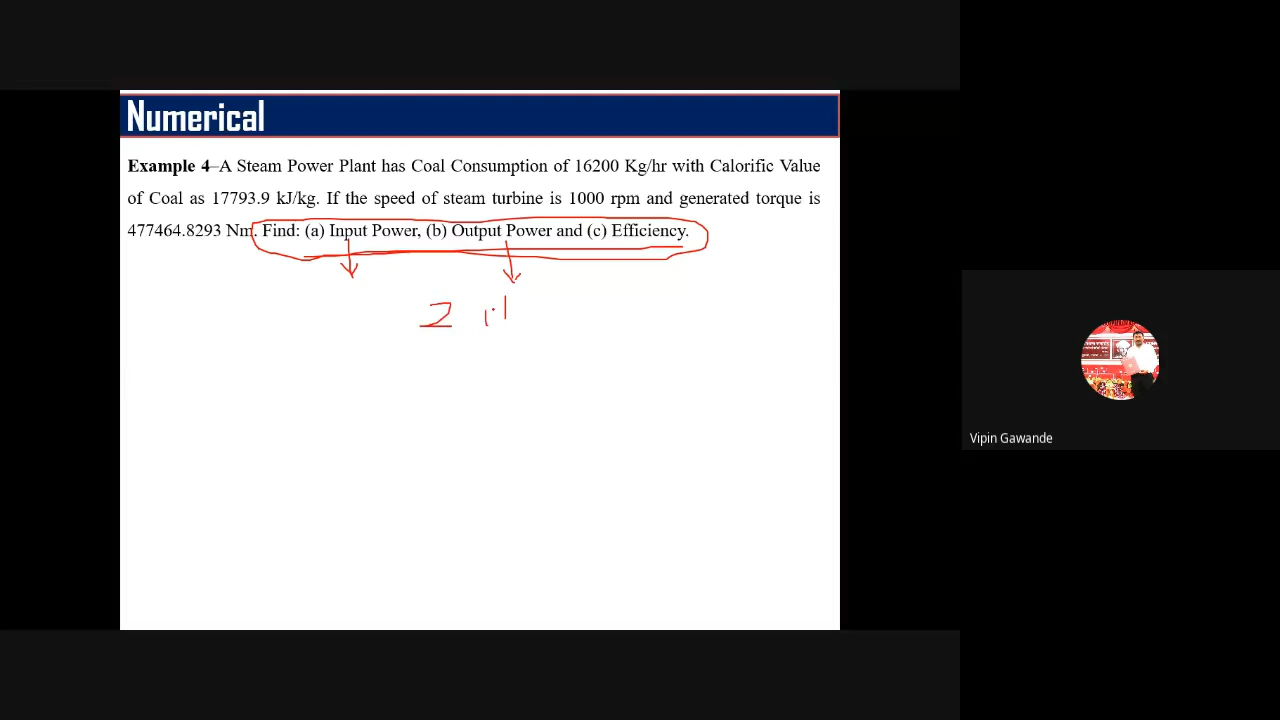 Numerical
Example 4–A Steam Power Plant has Coal Consumption of 16200 Kg/hr with Calorific Value
of Coal as 17793.9 kJ/kg. If the speed of steam turbine is 1000 rpm and generated torque is
477464.8293 Nm. Find: (a) Input Power, (b) Output Power and (c) Efficiency.
2
Vipin Gawande